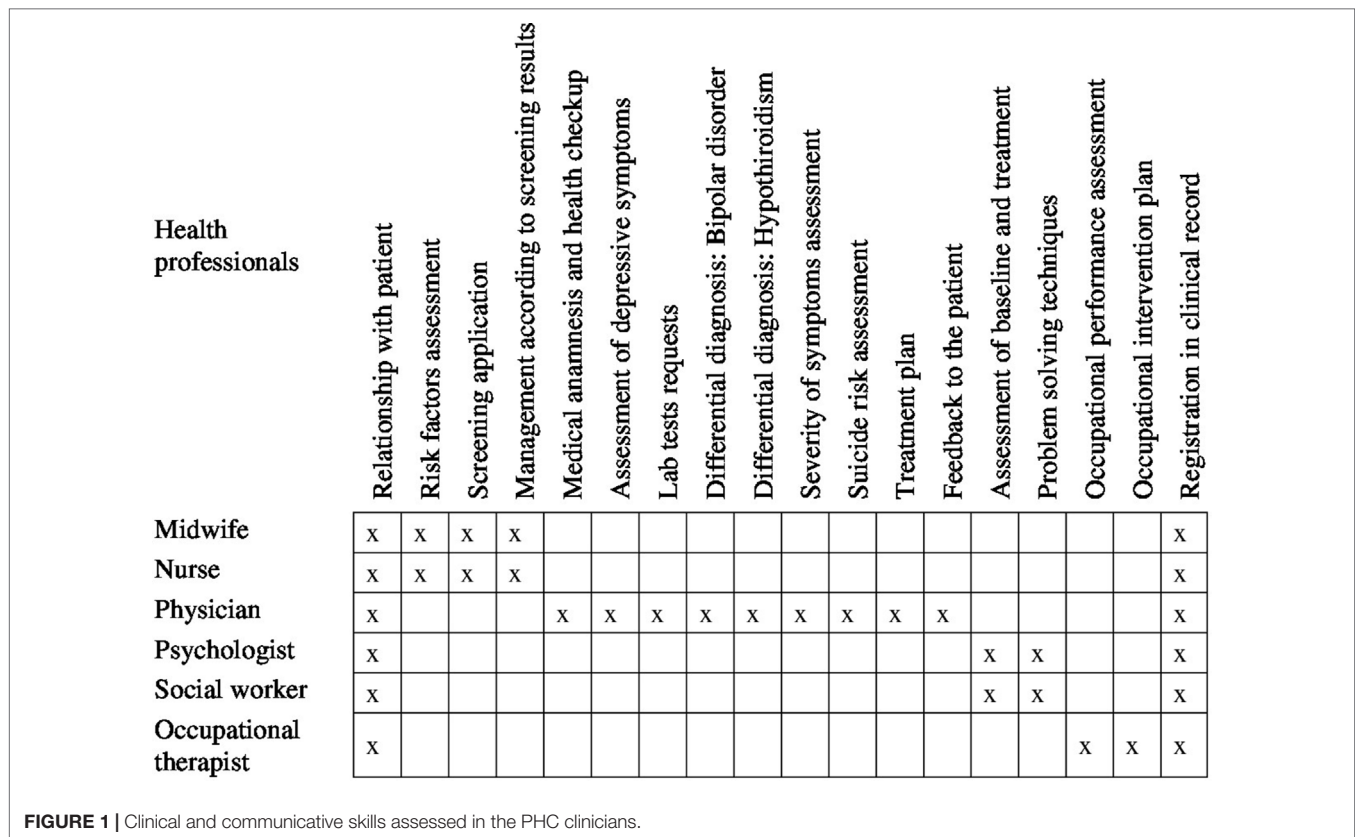 Health
professionals
Relationship with patient
Risk factors assessment
Screening application
Management according to screening results
Medical anamnesis and health checkup
Assessment of depressive symptoms
Lab tests requests
Differential diagnosis: Bipolar disorder
Differential diagnosis: Hypothiroidism
Severity of symptoms assessment
Suicide risk assessment
Treatment plan
Feedback to the patient
Assessment of baseline and treatment
Problem solving techniques
Occupational performance assessment
Occupational intervention plan
Registration in clinical record
Midwife x x x x x
Nurse x x x x x
Physician x x x x x x x x x x x
Psychologist x x x x
Social worker x x x x
Occupational
therapist x x x x
FIGURE 1 | Clinical and communicative skills assessed in the PHC clinicians.